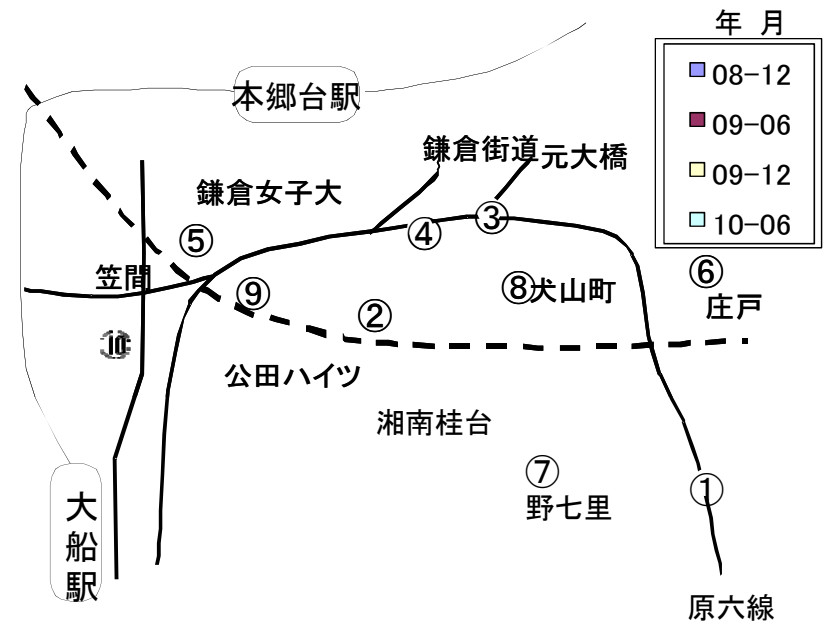 年 月
08-12
09-06
09-12
10-06
本郷台駅
鎌倉街道
元大橋
鎌倉女子大
③
④
⑤
⑥
庄戸
笠間
⑨
⑧犬山町
②
⑩
公田ハイツ
湘南桂台
⑦
野七里
①
大船駅
原六線